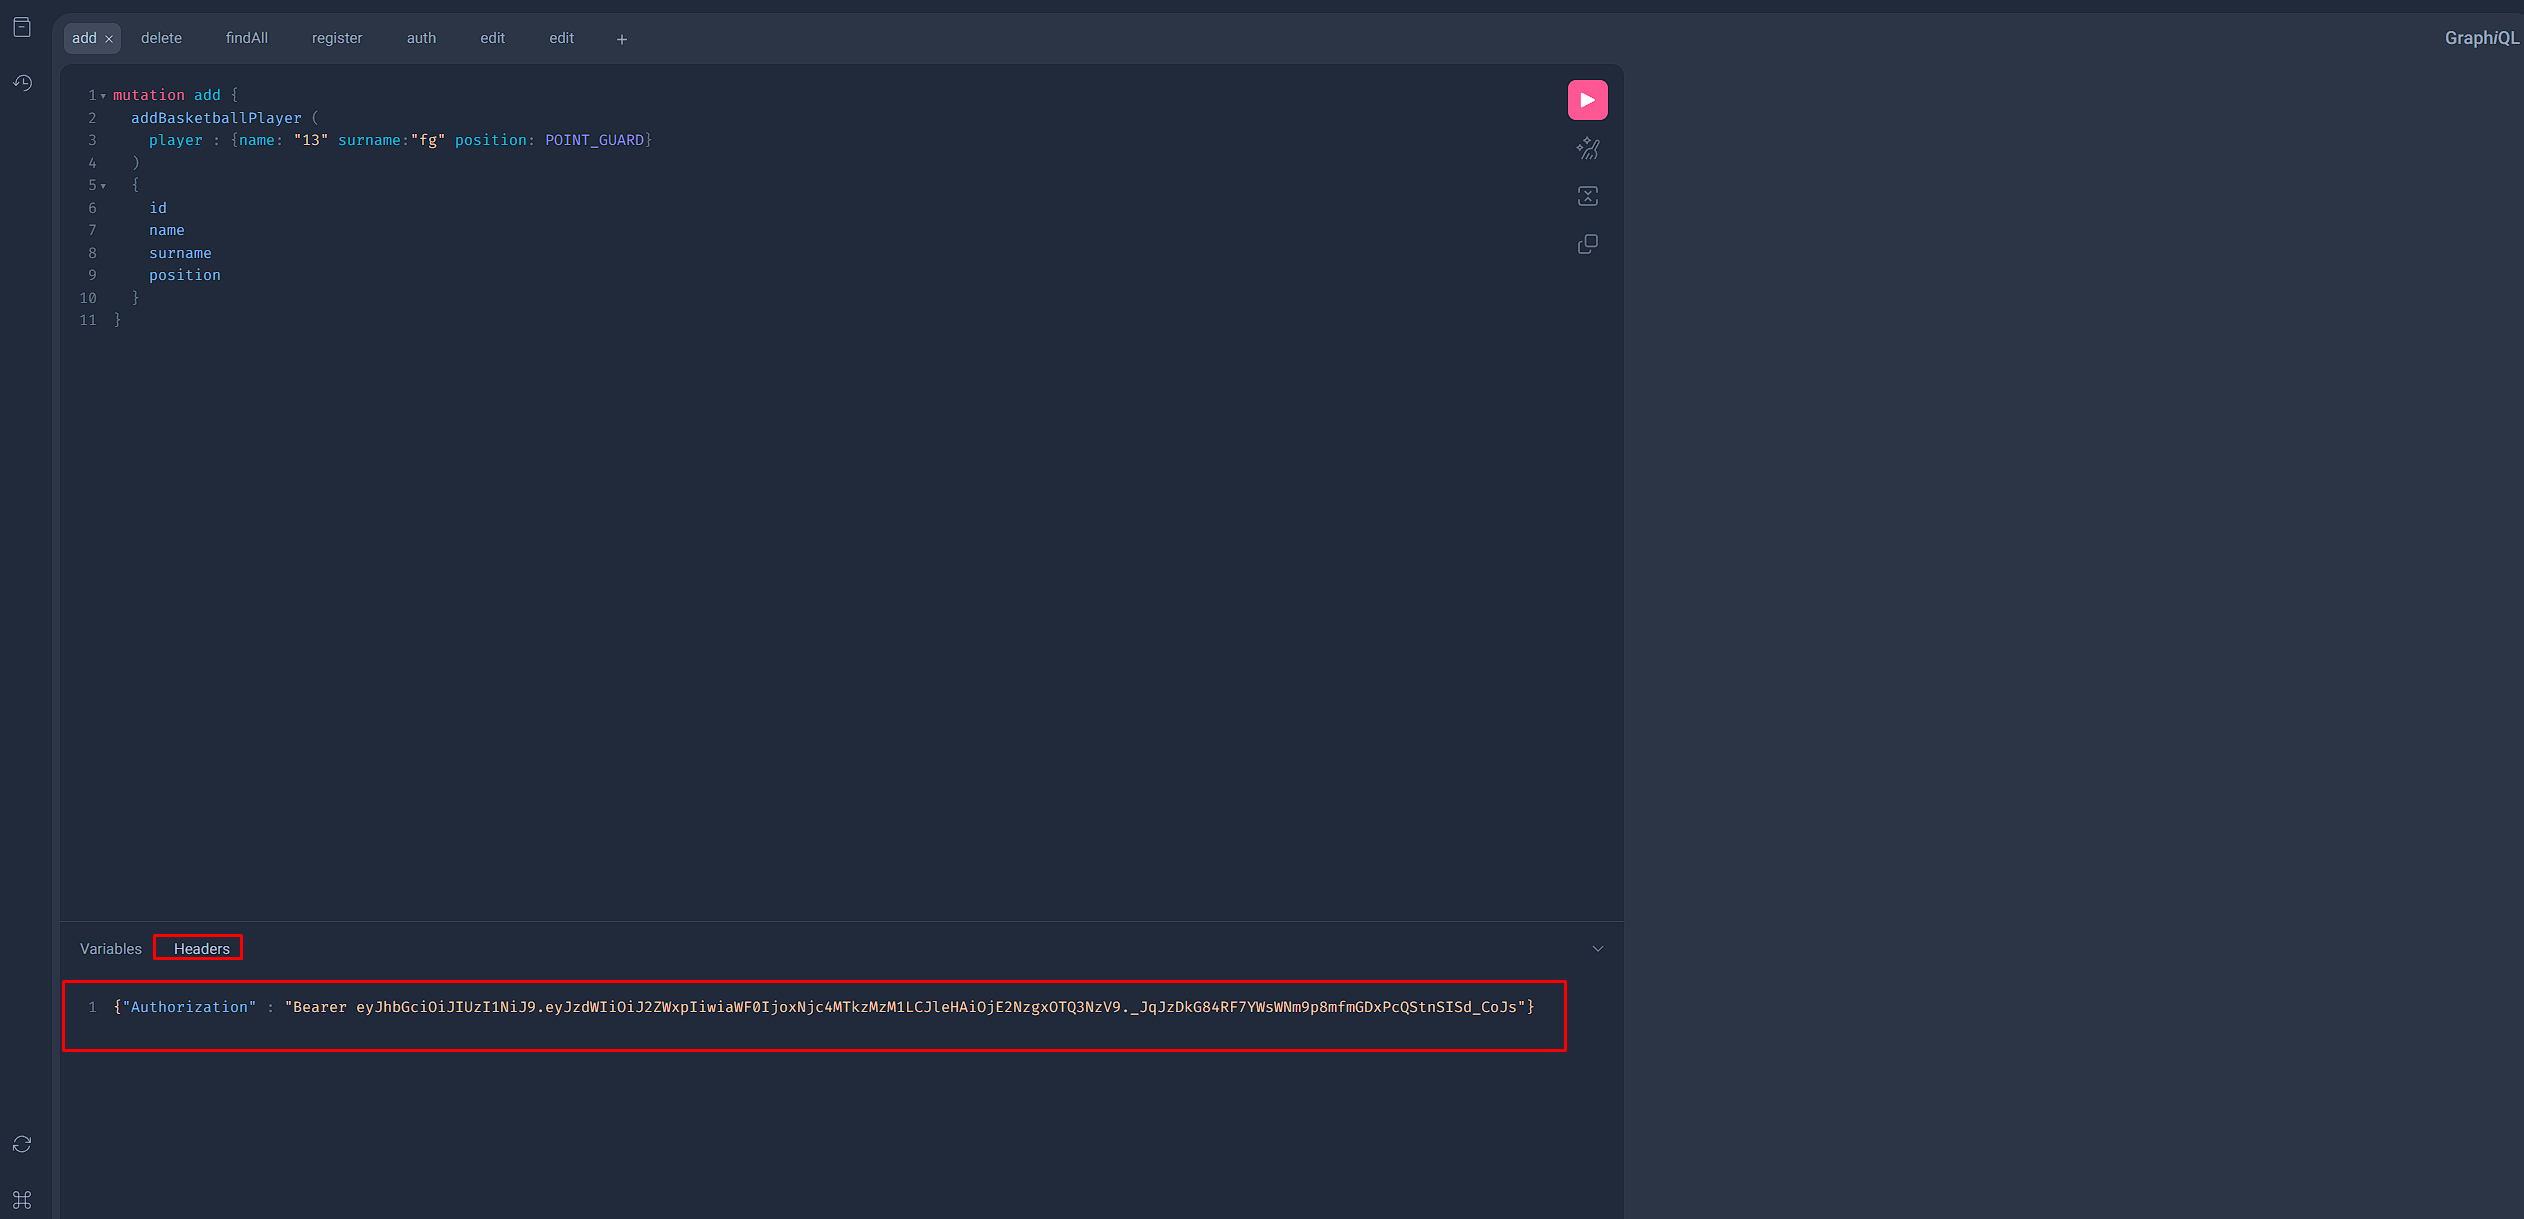 add × delete findAll register auth edit edit +
GraphiQL
1 mutation add {
2 addBasketballPlayer (
3 player : {name: "13" surname:"fg" position: POINT_GUARD}
4 )
5 {
6 id
7 name
8 surname
9 position
10 }
11 }
Variables Headers
1 {"Authorization" : "Bearer eyJhbGciOiJIUzI1NiJ9.eyJzdWIiOiJ2ZWxpIiwiaWF0IjoxNjc4MTkzMzM1LCJleHAiOjE2NzgxOTQ3NzV9._JqJzDkG84RF7YWsWNm9p8mfmGDxPcQStnSISd_CoJs"}